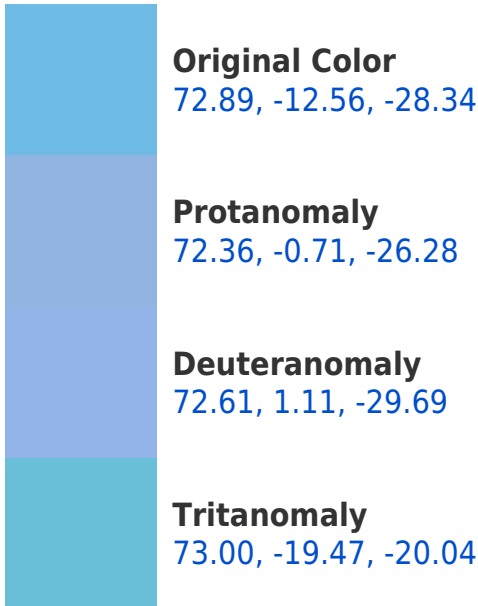 Original Color
72.89, -12.56, -28.34
Protanomaly
72.36, -0.71, -26.28
Deuteranomaly
72.61, 1.11, -29.69
Tritanomaly
73.00, -19.47, -20.04